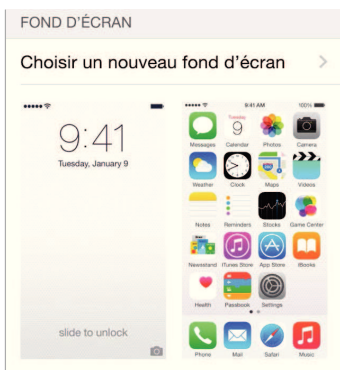 FOND D'ÉCRAN
Choisir un nouveau fond d'écran
9:41
Tuesday, January 9
slide to unlock
9:41 AM 100%
Tuesday
9
Messages Calendar Photos Camera
Weather Clock Maps Videos
Notes Reminders Stocks Game Center
Newsstand iTunes Store App Store iBooks
Health Passbook Settings
Phone Mail Safari Music